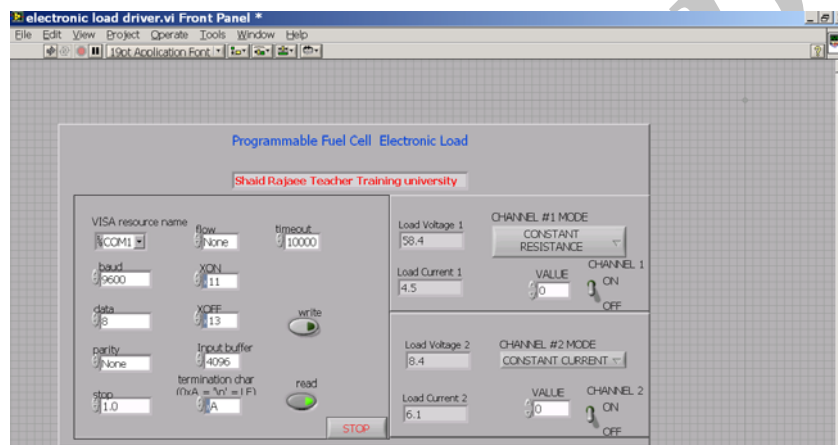 electronic load driver.vi Front Panel *
File Edit View Project Operate Tools Window Help
19pt Application Font
Programmable Fuel Cell Electronic Load
Shaid Rajaee Teacher Training university
VISA resource name
COM1
flow
None
timeout
10000
baud
9600
XON
11
data
8
XOFF
13
write
parity
None
Input buffer
4096
stop
1.0
termination char
(0xA = '\n' = LF)
A
read
STOP
Load Voltage 1
58.4
CHANNEL #1 MODE
CONSTANT
RESISTANCE
Load Current 1
4.5
VALUE
0
CHANNEL 1
ON
OFF
Load Voltage 2
8.4
CHANNEL #2 MODE
CONSTANT CURRENT
Load Current 2
6.1
VALUE
0
CHANNEL 2
ON
OFF